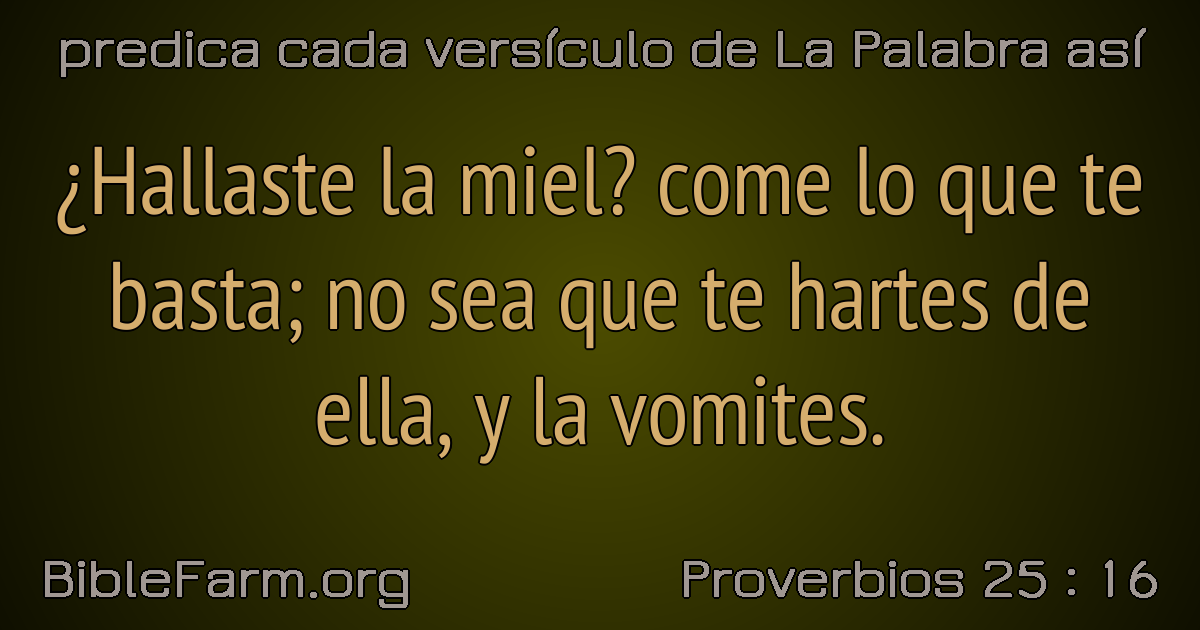 predica cada versículo de La Palabra así
¿Hallaste la miel? come lo que te
basta; no sea que te hartes de
ella, y la vomites.
BibleFarm.org
Proverbios 25 : 16